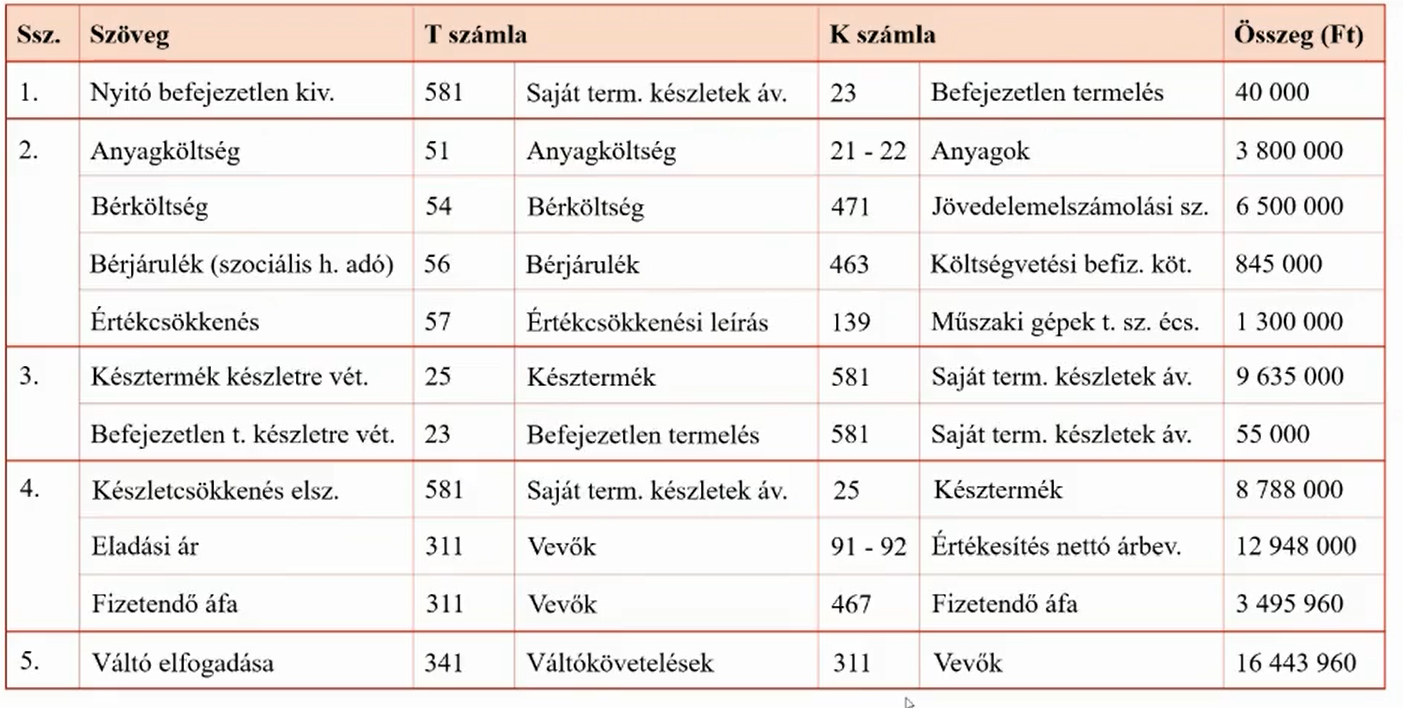 Ssz. Szöveg T számla K számla Összeg (Ft)
1. Nyitó befejezetlen kiv. 581 Saját term. készletek áv. 23 Befejezetlen termelés 40 000
2. Anyagköltség 51 Anyagköltség 21 - 22 Anyagok 3 800 000
Bérköltség 54 Bérköltség 471 Jövedelemelszámolási sz. 6 500 000
Bérjárulék (szociális h. adó) 56 Bérjárulék 463 Költségvetési befiz. köt. 845 000
Értékcsökkenés 57 Értékcsökkenési leírás 139 Műszaki gépek t. sz. écs. 1 300 000
3. Késztermék készletre vét. 25 Késztermék 581 Saját term. készletek áv. 9 635 000
Befejezetlen t. készletre vét. 23 Befejezetlen termelés 581 Saját term. készletek áv. 55 000
4. Készletcsökkenés elsz. 581 Saját term. készletek áv. 25 Késztermék 8 788 000
Eladási ár 311 Vevők 91 - 92 Értékesítés nettó árbev. 12 948 000
Fizetendő áfa 311 Vevők 467 Fizetendő áfa 3 495 960
5. Váltó elfogadása 341 Váltókövetelések 311 Vevők 16 443 960